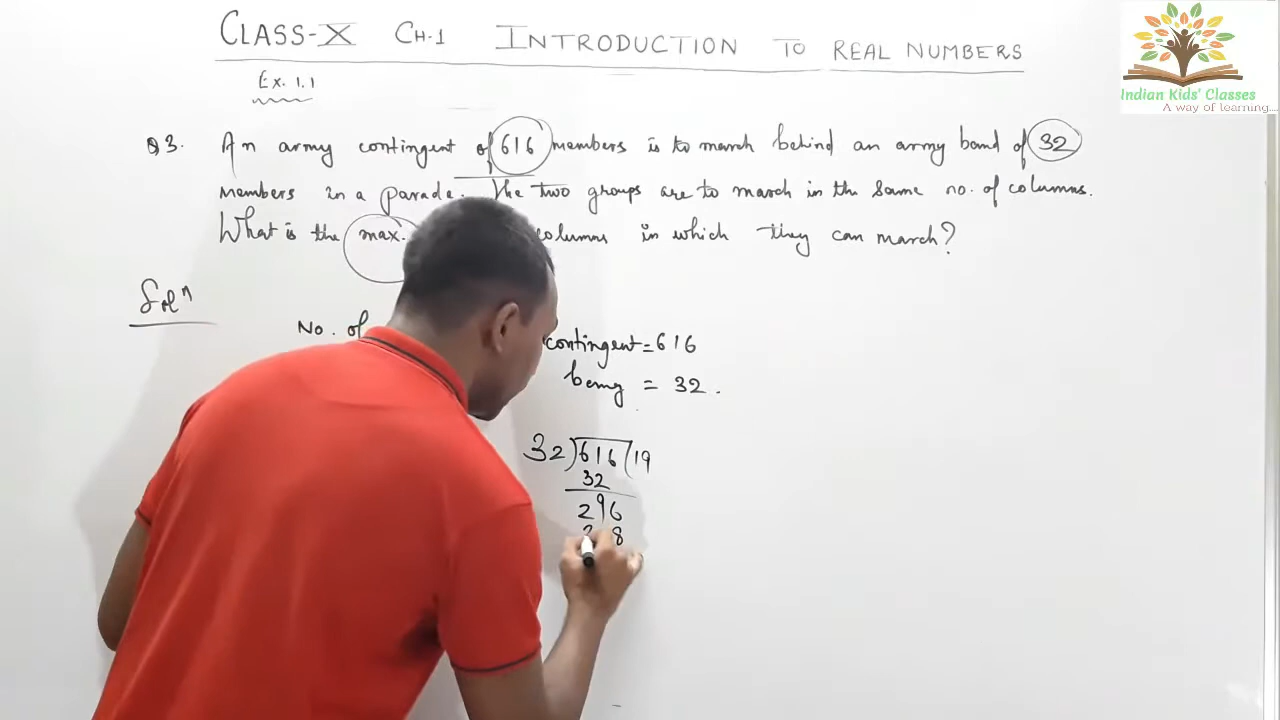 CLASS-X CH.1 INTRODUCTION TO REAL NUMBERS
Indian Kids' Classes
A way of learning....
Ex. 1.1
Q3. An army contingent of 616 members is to march behind an army band of 32
members in a parade. The two groups are to march in the same no. of columns.
What is the max. columns in which they can march?
Solⁿ
No. of contingent = 616
= 32.
32)616(19
32
296
8